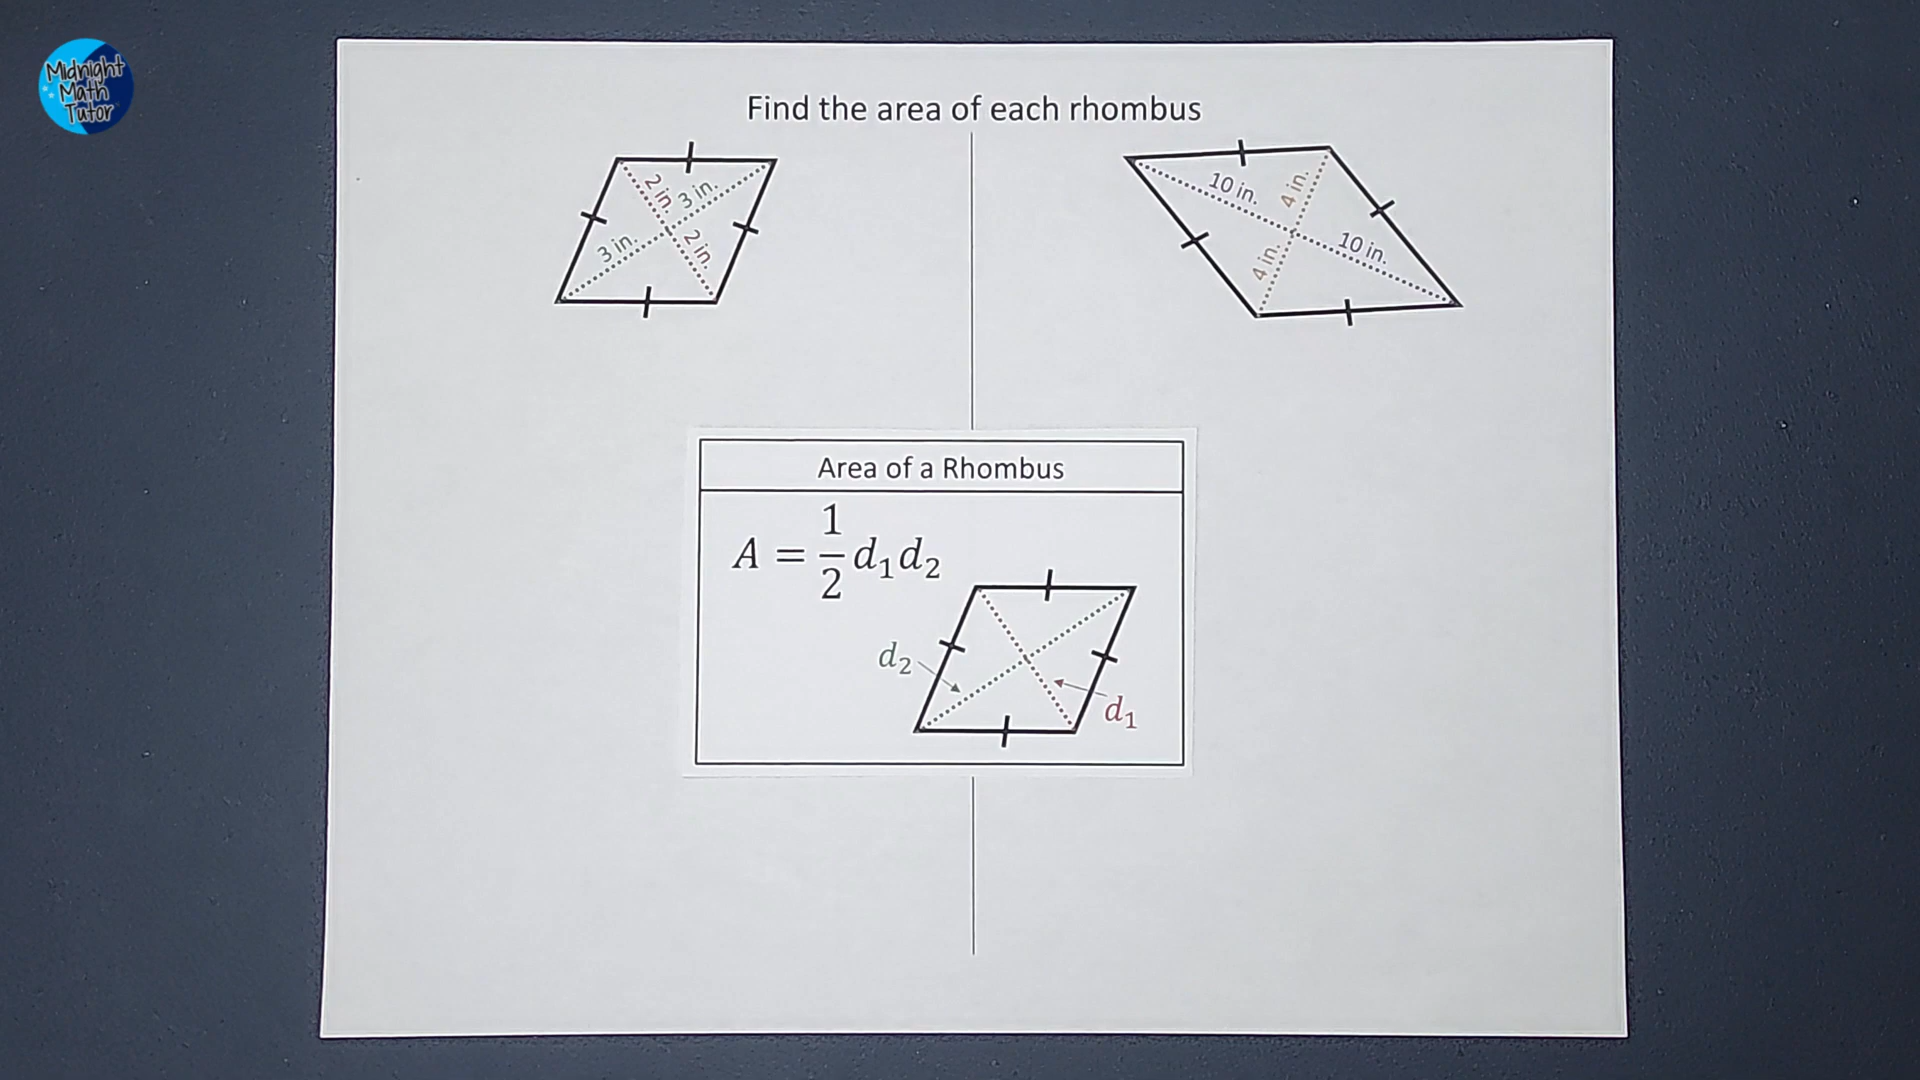 Midnight
Math
Tutor
Find the area of each rhombus
2 in.
3 in.
3 in.
2 in.
10 in.
4 in.
4 in.
10 in.
Area of a Rhombus
A = \frac{1}{2} d₁d₂
d₂
d₁